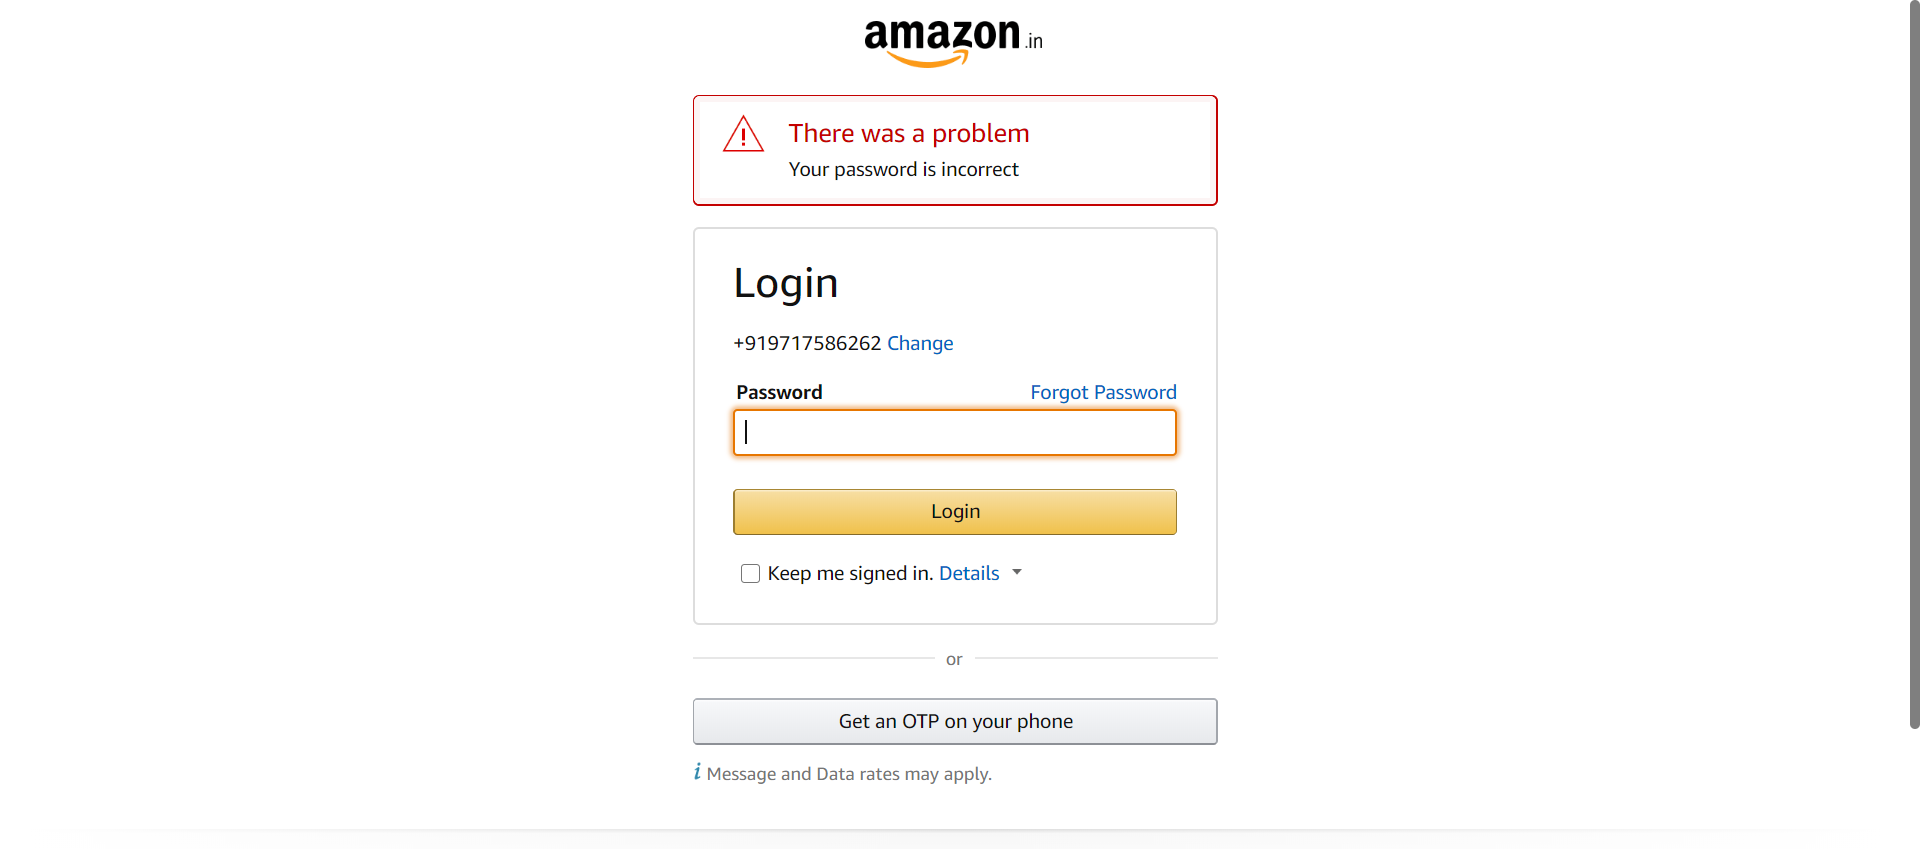 amazon.in
There was a problem
Your password is incorrect
Login
+919717586262 Change
Password Forgot Password
Login
Keep me signed in. Details
or
Get an OTP on your phone
i Message and Data rates may apply.